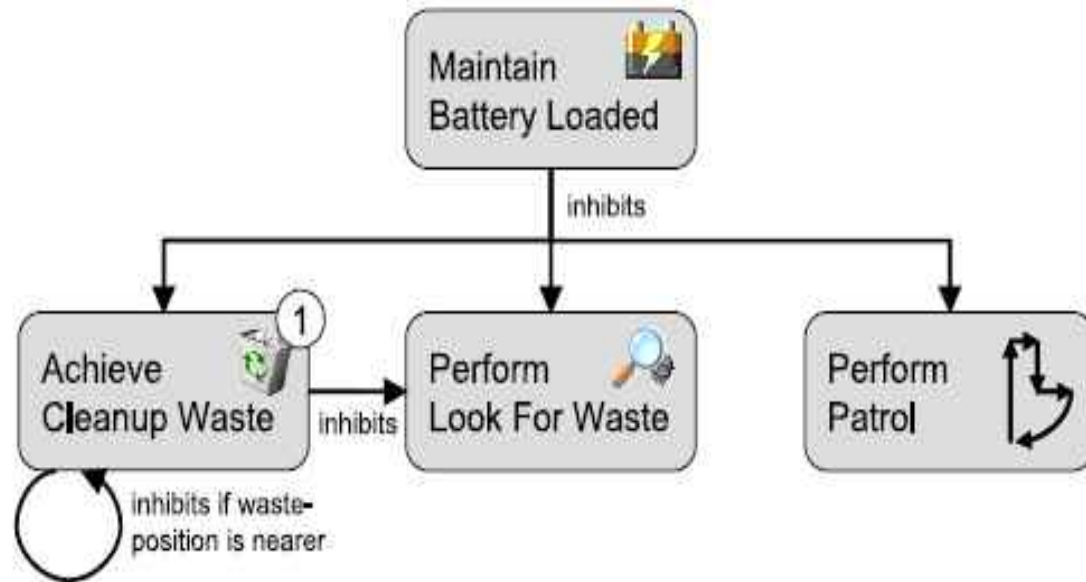 Maintain
Battery Loaded
inhibits
1
Achieve
Cleanup Waste
inhibits
Perform
Look For Waste
Perform
Patrol
inhibits if waste-
position is nearer